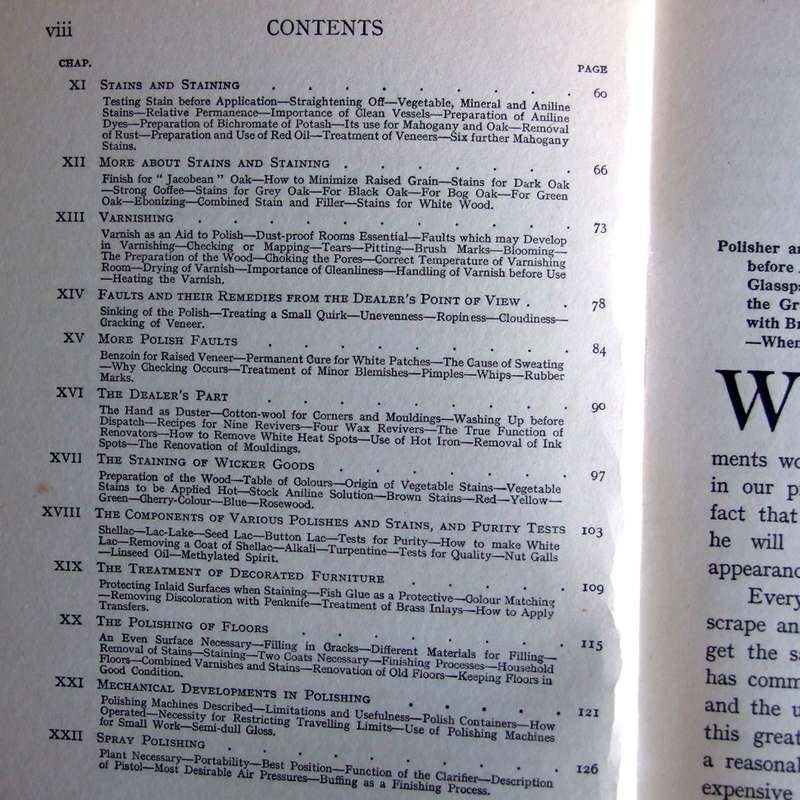 viii
CONTENTS
CHAP.
PAGE
XI STAINS AND STAINING . . . . . . . . . 60
Testing Stain before Application—Straightening Off—Vegetable, Mineral and Aniline
Stains—Relative Permanence—Importance of Clean Vessels—Preparation of Aniline
Dyes—Preparation of Bichromate of Potash—Its use for Mahogany and Oak—Removal
of Rust—Preparation and Use of Red Oil—Treatment of Veneers—Six further Mahogany
Stains.
XII MORE ABOUT STAINS AND STAINING . . . . . . . 66
Finish for “ Jacobean ” Oak—How to Minimize Raised Grain—Stains for Dark Oak
—Strong Coffee—Stains for Grey Oak—For Black Oak—For Bog Oak—For Green
Oak—Ebonizing—Combined Stain and Filler—Stains for White Wood.
XIII VARNISHING . . . . . . . . . . 73
Varnish as an Aid to Polish—Dust-proof Rooms Essential—Faults which may Develop
in Varnishing—Checking or Mapping—Tears—Pitting—Brush Marks—Blooming—
The Preparation of the Wood—Choking the Pores—Correct Temperature of Varnishing
Room—Drying of Varnish—Importance of Cleanliness—Handling of Varnish before Use
—Heating the Varnish.
XIV FAULTS AND THEIR REMEDIES FROM THE DEALER'S POINT OF VIEW . . 78
Sinking of the Polish—Treating a Small Quirk—Unevenness—Ropiness—Cloudiness—
Cracking of Veneer.
XV MORE POLISH FAULTS . . . . . . . . . 84
Benzoin for Raised Veneer—Permanent Cure for White Patches—The Cause of Sweating
—Why Checking Occurs—Treatment of Minor Blemishes—Pimples—Whips—Rubber
Marks.
XVI THE DEALER'S PART . . . . . . . . . 90
The Hand as Duster—Cotton-wool for Corners and Mouldings—Washing Up before
Dispatch—Recipes for Nine Revivers—Four Wax Revivers—The True Function of
Renovators—How to Remove White Heat Spots—Use of Hot Iron—Removal of Ink
Spots—The Renovation of Mouldings.
XVII THE STAINING OF WICKER GOODS . . . . . . . 97
Preparation of the Wood—Table of Colours—Origin of Vegetable Stains—Vegetable
Stains to be Applied Hot—Stock Aniline Solution—Brown Stains—Red—Yellow—
Green—Cherry-Colour—Blue—Rosewood.
XVIII THE COMPONENTS OF VARIOUS POLISHES AND STAINS, AND PURITY TESTS 103
Shellac—Lac-Lake—Seed Lac—Button Lac—Tests for Purity—How to make White
Lac—Removing a Coat of Shellac—Alkali—Turpentine—Tests for Quality—Nut Galls
—Linseed Oil—Methylated Spirit.
XIX THE TREATMENT OF DECORATED FURNITURE . . . . . 109
Protecting Inlaid Surfaces when Staining—Fish Glue as a Protective—Colour Matching
—Removing Discoloration with Penknife—Treatment of Brass Inlays—How to Apply
Transfers.
XX THE POLISHING OF FLOORS . . . . . . . . 115
An Even Surface Necessary—Filling in Cracks—Different Materials for Filling—
Removal of Stains—Staining—Two Coats Necessary—Finishing Processes—Household
Floors—Combined Varnishes and Stains—Renovation of Old Floors—Keeping Floors in
Good Condition.
XXI MECHANICAL DEVELOPMENTS IN POLISHING . . . . . 121
Polishing Machines Described—Limitations and Usefulness—Polish Containers—How
Operated—Necessity for Restricting Travelling Limits—Use of Polishing Machines
for Small Work—Semi-dull Gloss.
XXII SPRAY POLISHING . . . . . . . . . 126
Plant Necessary—Portability—Best Position—Function of the Clarifier—Description
of Pistol—Most Desirable Air Pressures—Buffing as a Finishing Process.
Polisher
before
the
with
—When
W
ments
in our
fact that
he will
Every
scrape
get the
has
and the
this
a
expensive